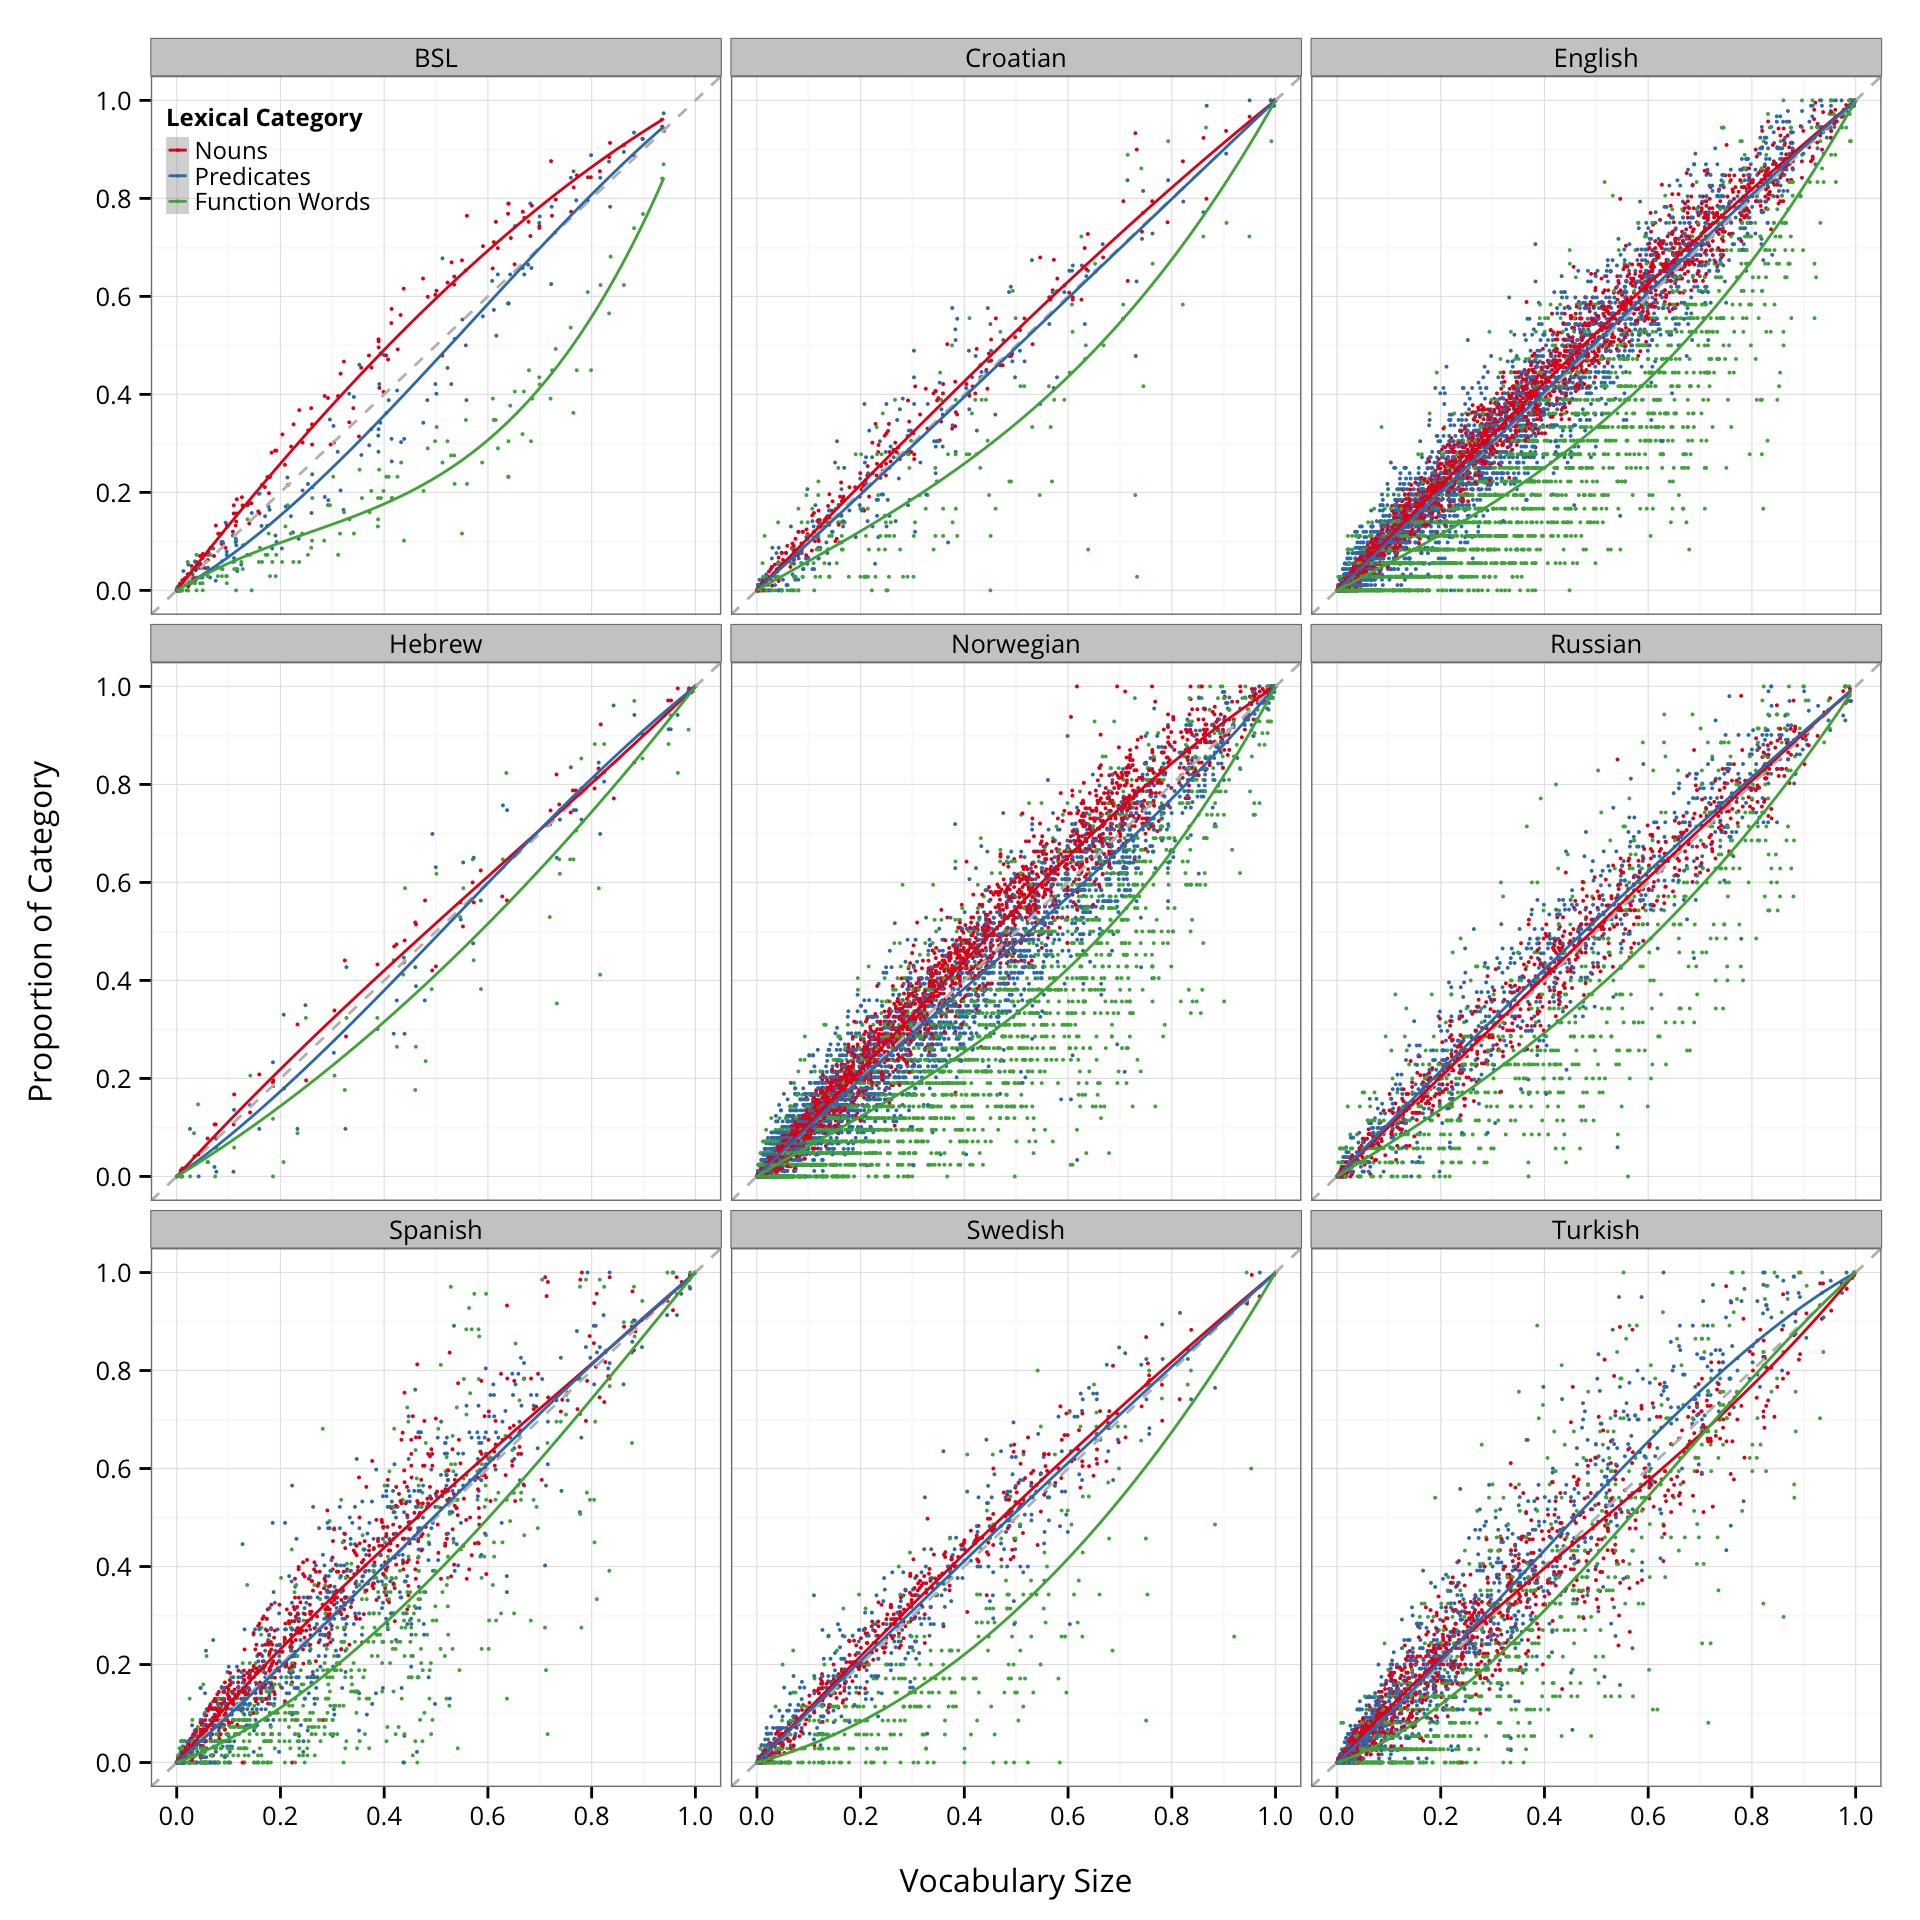 BSL
Croatian
English
Lexical Category
Nouns
Predicates
Function Words
1.0
0.8
0.6
0.4
0.2
0.0
Hebrew
Norwegian
Russian
1.0
0.8
0.6
0.4
0.2
0.0
Spanish
Swedish
Turkish
1.0
0.8
0.6
0.4
0.2
0.0
0.0 0.2 0.4 0.6 0.8 1.0
0.0 0.2 0.4 0.6 0.8 1.0
0.0 0.2 0.4 0.6 0.8 1.0
Proportion of Category
Vocabulary Size